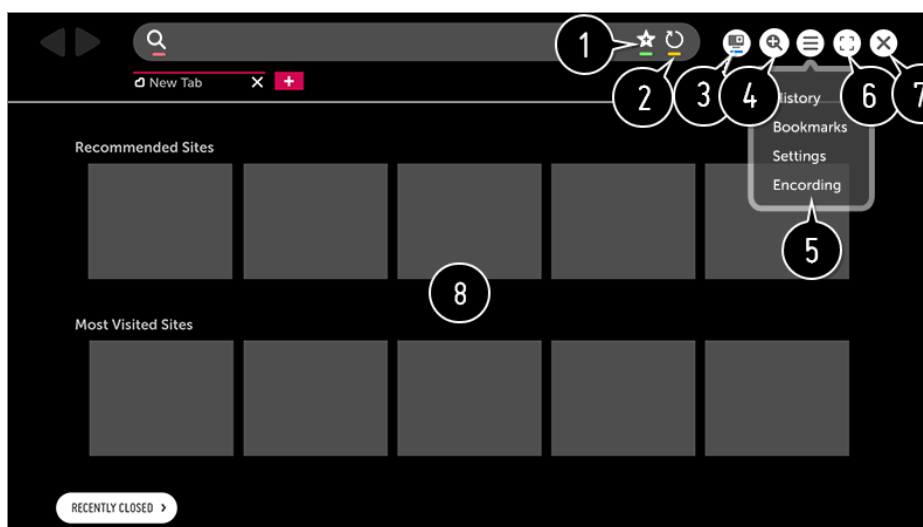 1
New Tab
2
3
4
6
7
History
Bookmarks
Settings
Encording
5
Recommended Sites
8
Most Visited Sites
RECENTLY CLOSED